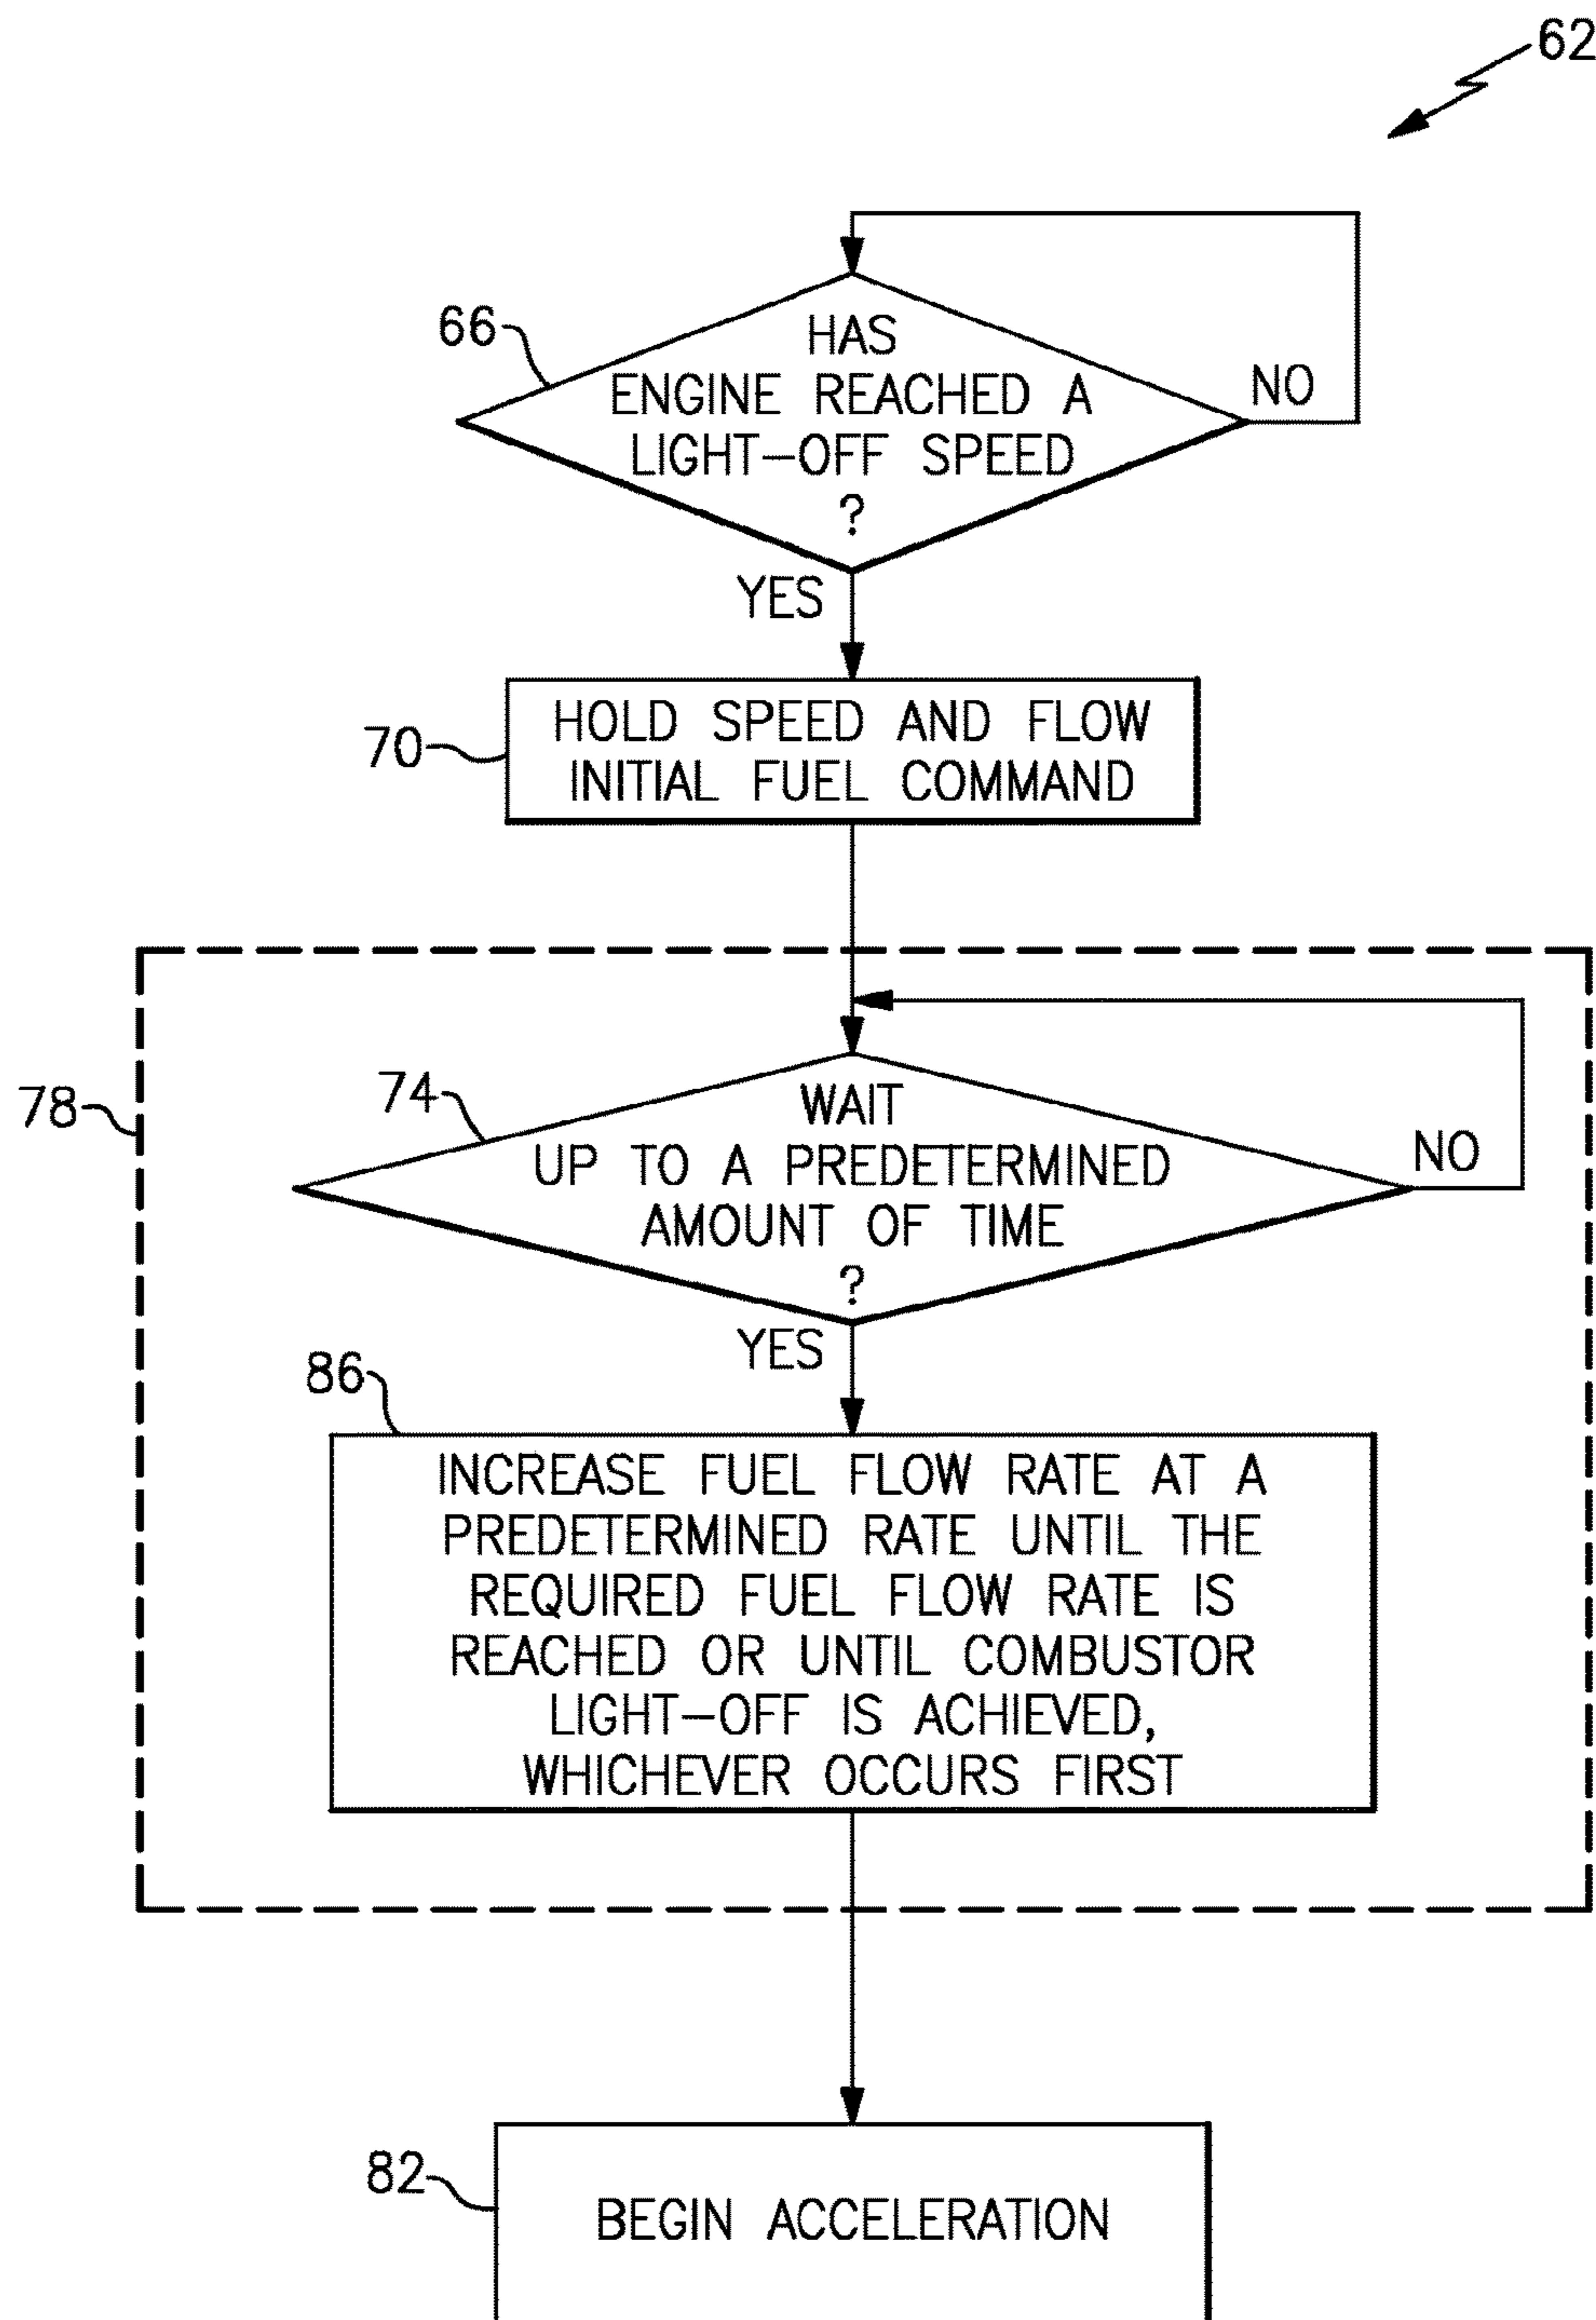 62
66
HAS
ENGINE REACHED A
LIGHT-OFF SPEED
?
NO
YES
70
HOLD SPEED AND FLOW
INITIAL FUEL COMMAND
78
74
WAIT
UP TO A PREDETERMINED
AMOUNT OF TIME
?
NO
YES
86
INCREASE FUEL FLOW RATE AT A
PREDETERMINED RATE UNTIL THE
REQUIRED FUEL FLOW RATE IS
REACHED OR UNTIL COMBUSTOR
LIGHT-OFF IS ACHIEVED,
WHICHEVER OCCURS FIRST
82
BEGIN ACCELERATION